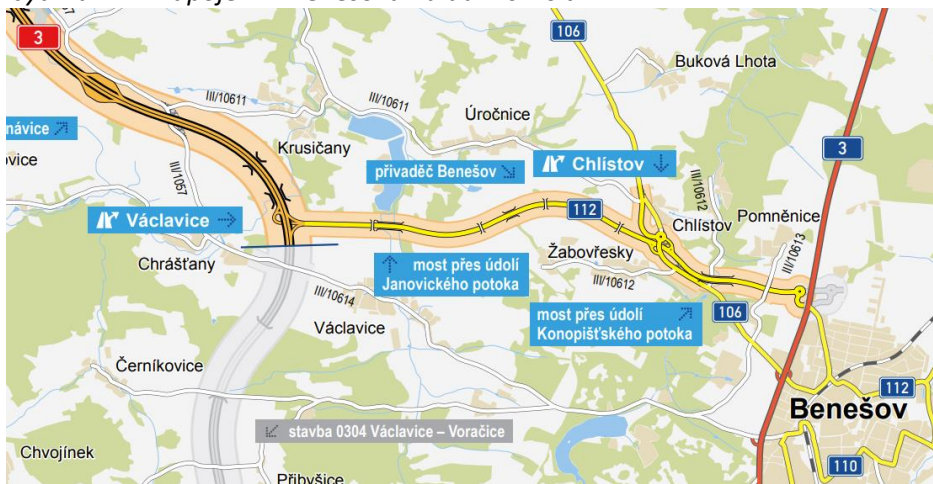 3
106
Buková Lhota
III/10611
III/10611
Úročnice
návice
ovice
Krusičany
3
přivaděč Benešov
Chlístov
III/1057
III/10612
112
Pomněnice
Václavice
Chlístov
Žabovřesky
III/10613
Chrášťany
most přes údolí
Janovického potoka
III/10612
III/10614
106
most přes údolí
Konopišťského potoka
Václavice
Černíkovice
112
Benešov
stavba 0304 Václavice – Voračice
Chvojínek
110
Přibyšice